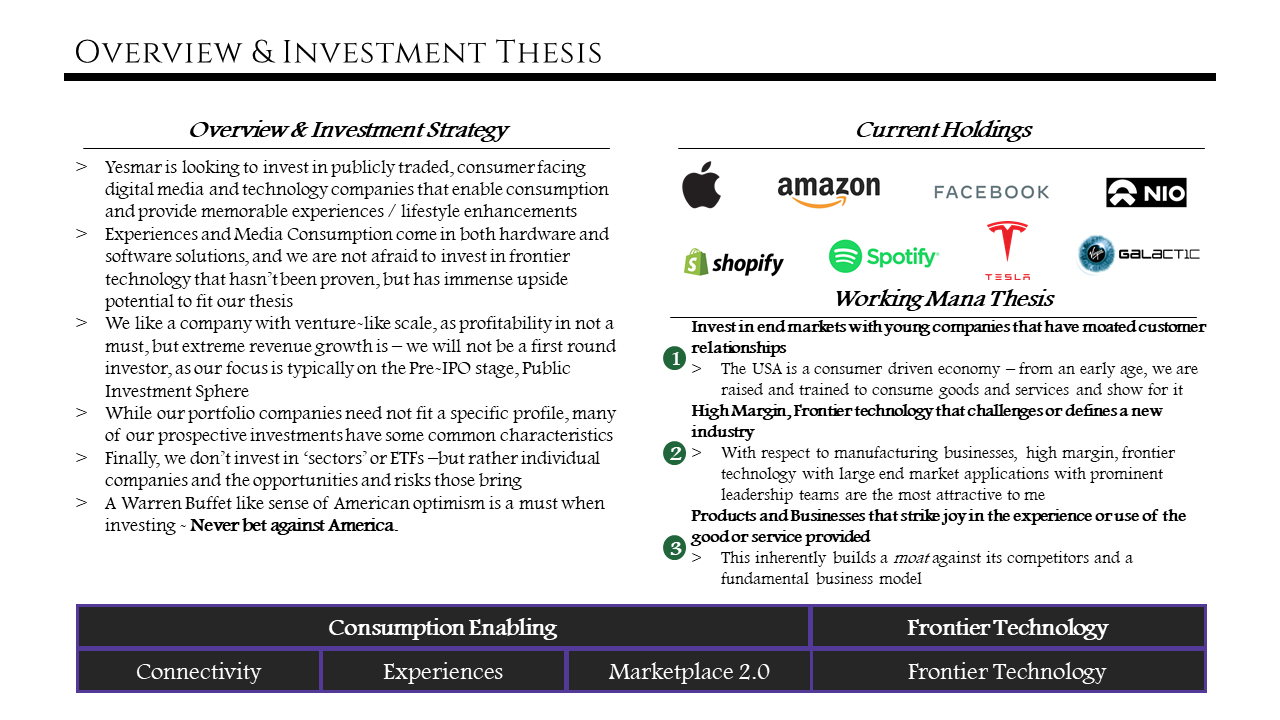 Overview & Investment Thesis
Overview & Investment Strategy
> Yesmar is looking to invest in publicly traded, consumer facing
digital media and technology companies that enable consumption
and provide memorable experiences / lifestyle enhancements
> Experiences and Media Consumption come in both hardware and
software solutions, and we are not afraid to invest in frontier
technology that hasn't been proven, but has immense upside
potential to fit our thesis
> We like a company with venture-like scale, as profitability in not a
must, but extreme revenue growth is – we will not be a first round
investor, as our focus is typically on the Pre-IPO stage, Public
Investment Sphere
> While our portfolio companies need not fit a specific profile, many
of our prospective investments have some common characteristics
> Finally, we don't invest in 'sectors' or ETFs –but rather individual
companies and the opportunities and risks those bring
> A Warren Buffet like sense of American optimism is a must when
investing - Never bet against America.
Current Holdings
amazon
FACEBOOK
NIO
shopify
Spotify
TESLA
Virgin GALACTIC
Working Mana Thesis
1
Invest in end markets with young companies that have moated customer
relationships
> The USA is a consumer driven economy – from an early age, we are
raised and trained to consume goods and services and show for it
2
High Margin, Frontier technology that challenges or defines a new
industry
> With respect to manufacturing businesses, high margin, frontier
technology with large end market applications with prominent
leadership teams are the most attractive to me
3
Products and Businesses that strike joy in the experience or use of the
good or service provided
> This inherently builds a moat against its competitors and a
fundamental business model
Consumption Enabling
Frontier Technology
Connectivity
Experiences
Marketplace 2.0
Frontier Technology